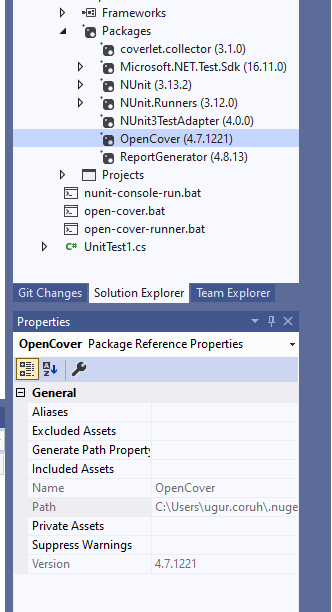 Frameworks
Packages
coverlet.collector (3.1.0)
Microsoft.NET.Test.Sdk (16.11.0)
NUnit (3.13.2)
NUnit.Runners (3.12.0)
NUnit3TestAdapter (4.0.0)
OpenCover (4.7.1221)
ReportGenerator (4.8.13)
Projects
nunit-console-run.bat
open-cover.bat
open-cover-runner.bat
C# UnitTest1.cs
Git Changes Solution Explorer Team Explorer
Properties
OpenCover Package Reference Properties
General
Aliases
Excluded Assets
Generate Path Property
Included Assets
Name OpenCover
Path C:\Users\ugur.coruh\.nuge
Private Assets
Suppress Warnings
Version 4.7.1221